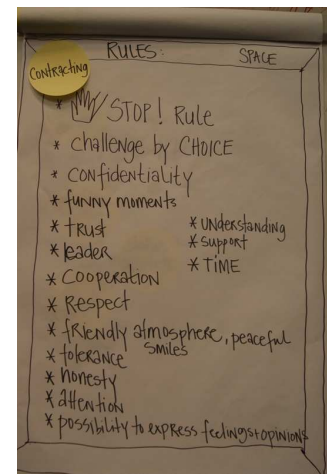 RULES: SPACE
Contracting
* STOP! Rule
* challenge by CHOICE
* confidentiality
* funny moments
* trust * UNderstanding
* leader * support
* Cooperation * TiME
* Respect
* friendly atmosphere, peaceful
smiles
* tolerance
* honesty
* attention
* possibility to express feelings+opinions